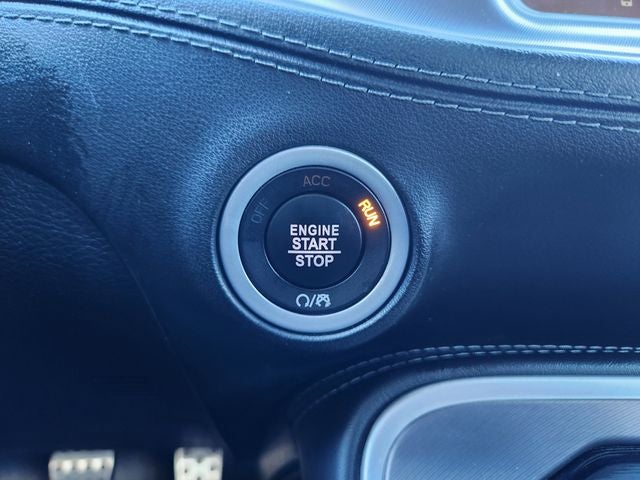 ACC
OFF
RUN
ENGINE
START
STOP